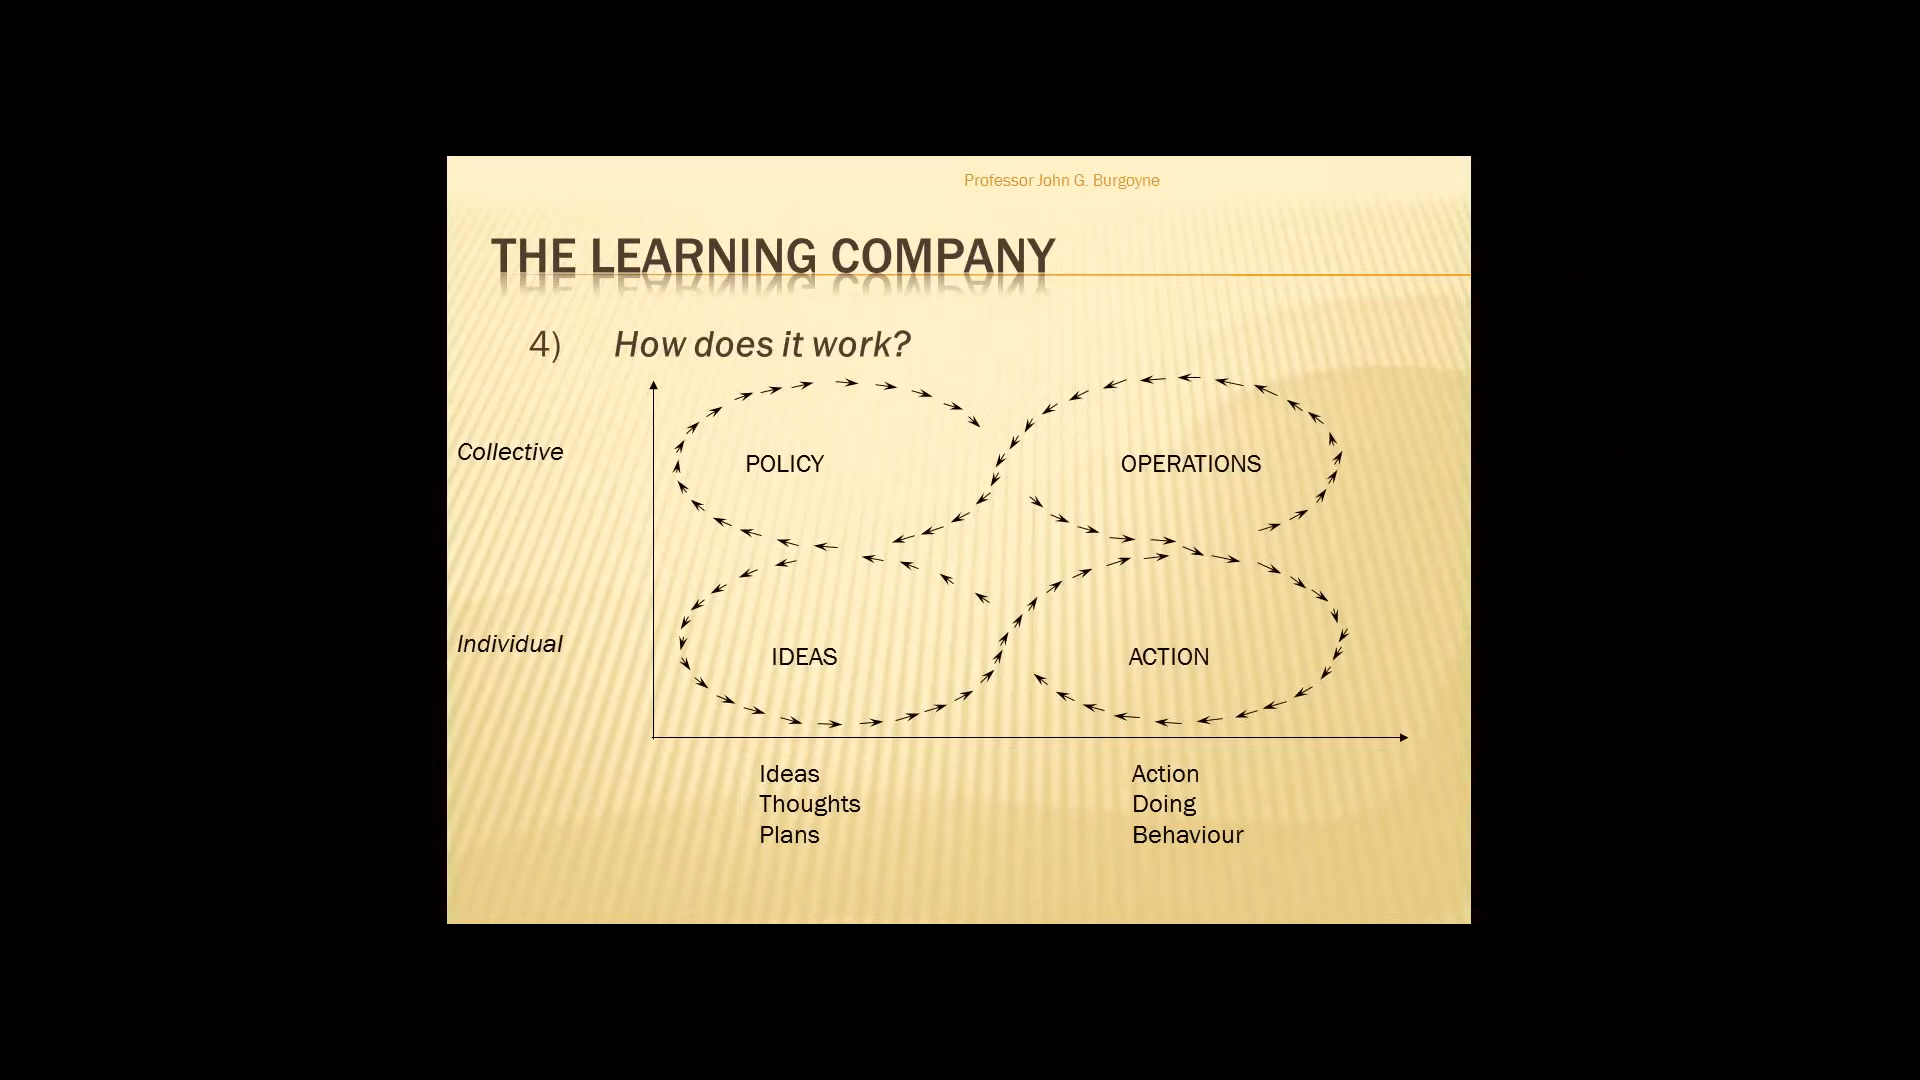 Professor John G. Burgoyne
THE LEARNING COMPANY
4) How does it work?
Collective
POLICY
OPERATIONS
Individual
IDEAS
ACTION
Ideas
Thoughts
Plans
Action
Doing
Behaviour